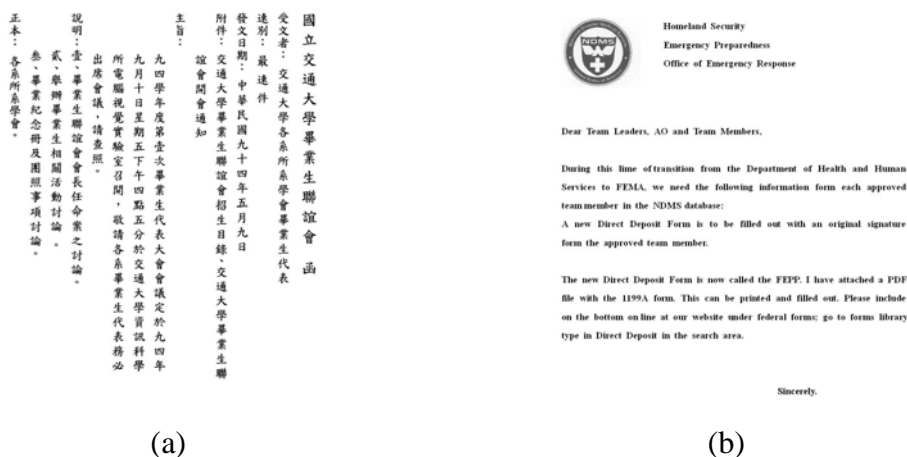 國立交通大學畢業生聯誼會 函
受文者：交通大學各系所系學會畢業生代表
速別：最速件
發文日期：中華民國九十四年五月九日
附件：交通大學畢業生聯誼會招生目錄、交通大學畢業生聯
誼會開會通知
主旨：
九四學年度第壹次畢業生代表大會會議定於九四年
九月十日星期五下午四點五分於交通大學資訊科學
所電腦視覺實驗室召開，敬請各系畢業生代表務必
出席會議，請查照。
說明：壹、畢業生聯誼會會長任命案之討論。
貳、舉辦畢業生相關活動討論。
叁、畢業紀念冊及團照事項討論。
正本：各系所系學會。
(a)
NDMS
Homeland Security
Emergency Preparedness
Office of Emergency Response
Dear Team Leaders, AO and Team Members,
During this line of transition from the Department of Health and Human
Services to FEMA, we need the following information form each approved
team member in the NDMS database:
A new Direct Deposit Form is to be filled out with an original signature
form the approved team member.
The new Direct Deposit Form is now called the FEPP. I have attached a PDF
file with the 1199A form. This can be printed and filled out. Please include
on the bottom on line at our website under federal forms; go to forms library
type in Direct Deposit in the search area.
Sincerely.
(b)